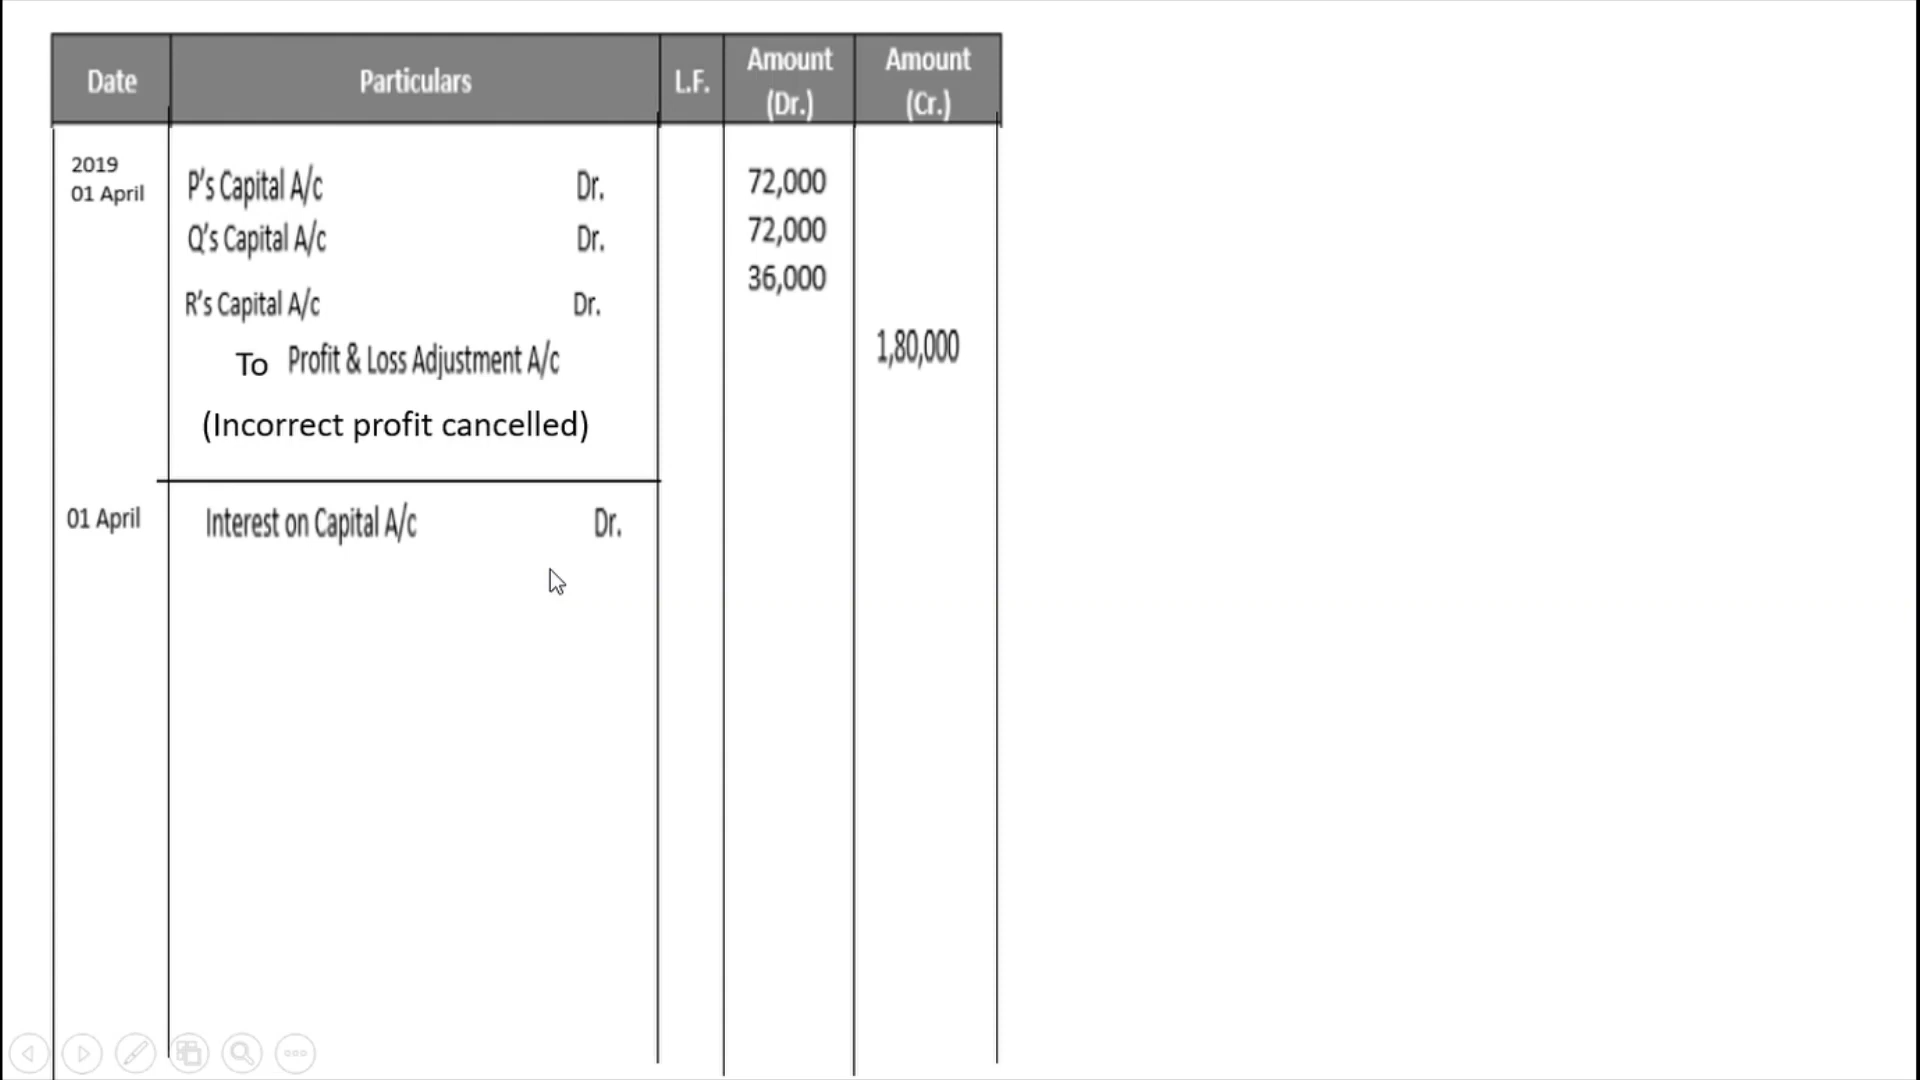 Date Particulars L.F. Amount (Dr.) Amount (Cr.)
2019
01 April P's Capital A/c Dr. 72,000
Q's Capital A/c Dr. 72,000
R's Capital A/c Dr. 36,000
To Profit & Loss Adjustment A/c 1,80,000
(Incorrect profit cancelled)
01 April Interest on Capital A/c Dr.